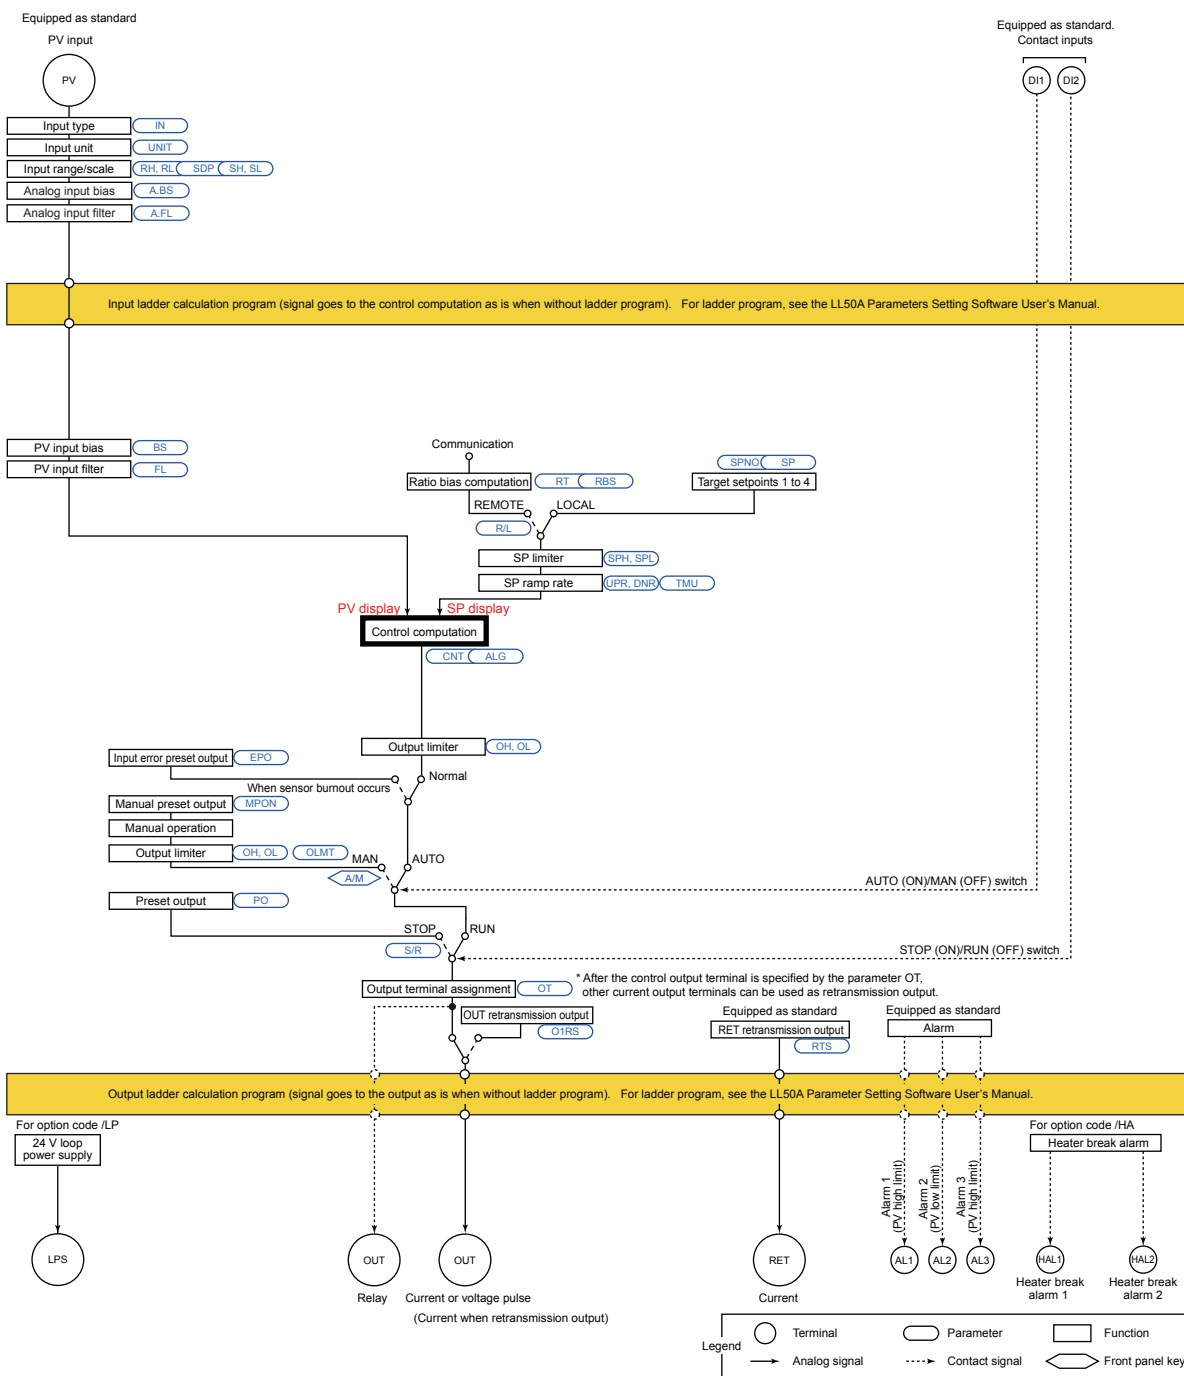 Equipped as standard
PV input
PV
Equipped as standard.
Contact inputs
DI1 DI2
Input type IN
Input unit UNIT
Input range/scale RH, RL SDP SH, SL
Analog input bias A.BS
Analog input filter A.FL
Input ladder calculation program (signal goes to the control computation as is when without ladder program). For ladder program, see the LL50A Parameters Setting Software User's Manual.
PV input bias BS
PV input filter FL
Communication
Ratio bias computation RT RBS
SPNO SP
Target setpoints 1 to 4
REMOTE LOCAL
R/L
SP limiter SPH, SPL
SP ramp rate UPR, DNR TMU
PV display SP display
Control computation
CNT ALG
Output limiter OH, OL
Input error preset output EPO
Normal
When sensor burnout occurs
Manual preset output MPON
Manual operation
Output limiter OH, OL OLMT
MAN AUTO
A/M
AUTO (ON)/MAN (OFF) switch
Preset output PO
STOP RUN
S/R
STOP (ON)/RUN (OFF) switch
Output terminal assignment OT
* After the control output terminal is specified by the parameter OT,
other current output terminals can be used as retransmission output.
OUT retransmission output
O1RS
Equipped as standard
RET retransmission output
RTS
Equipped as standard
Alarm
Output ladder calculation program (signal goes to the output as is when without ladder program). For ladder program, see the LL50A Parameter Setting Software User's Manual.
For option code /LP
24 V loop
power supply
For option code /HA
Heater break alarm
Alarm 1
(PV high limit)
Alarm 2
(PV low limit)
Alarm 3
(PV high limit)
LPS
OUT
OUT
RET
AL1 AL2 AL3
HAL1
HAL2
Relay
Current or voltage pulse
(Current when retransmission output)
Current
Heater break
alarm 1
Heater break
alarm 2
Legend
Terminal Parameter Function
Analog signal Contact signal Front panel key